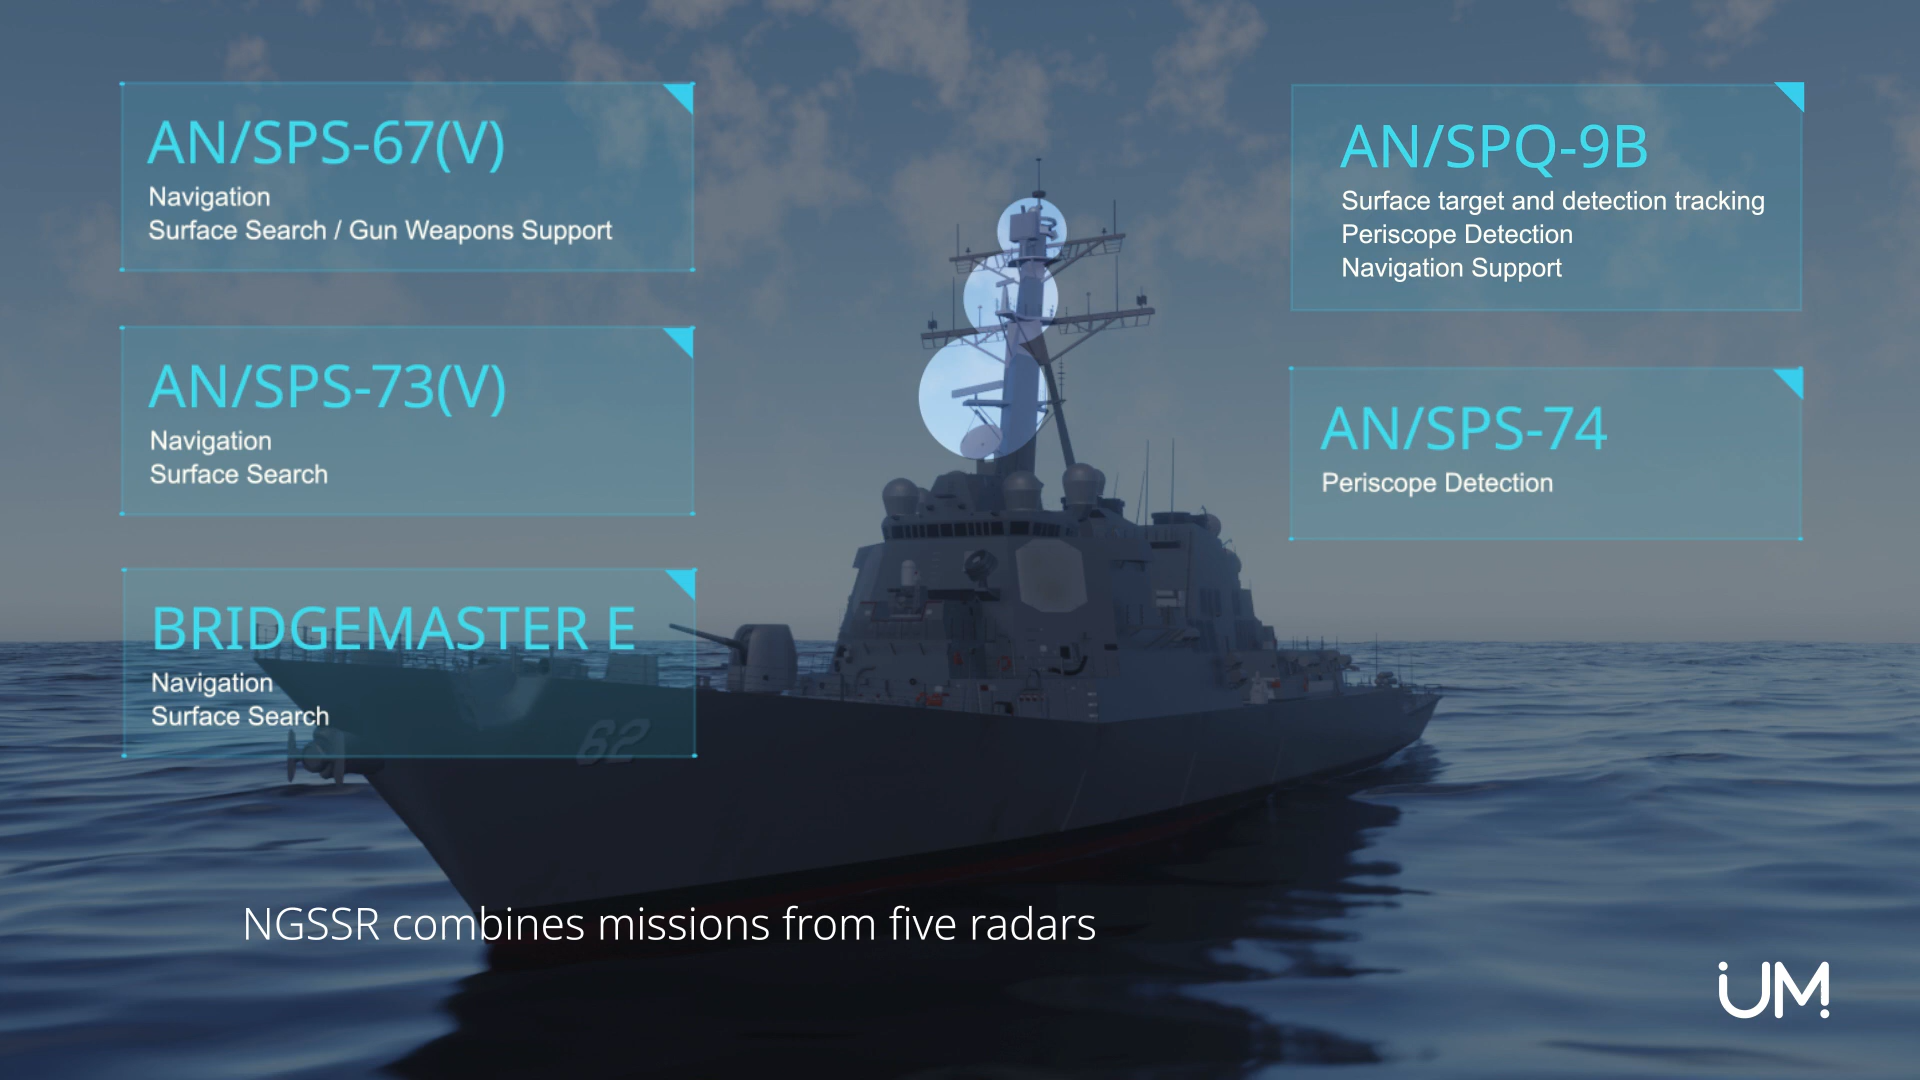 AN/SPS-67(V)
Navigation
Surface Search / Gun Weapons Support
AN/SPS-73(V)
Navigation
Surface Search
BRIDGEMASTER E
Navigation
Surface Search
AN/SPQ-9B
Surface target and detection tracking
Periscope Detection
Navigation Support
AN/SPS-74
Periscope Detection
62
NGSSR combines missions from five radars
UM